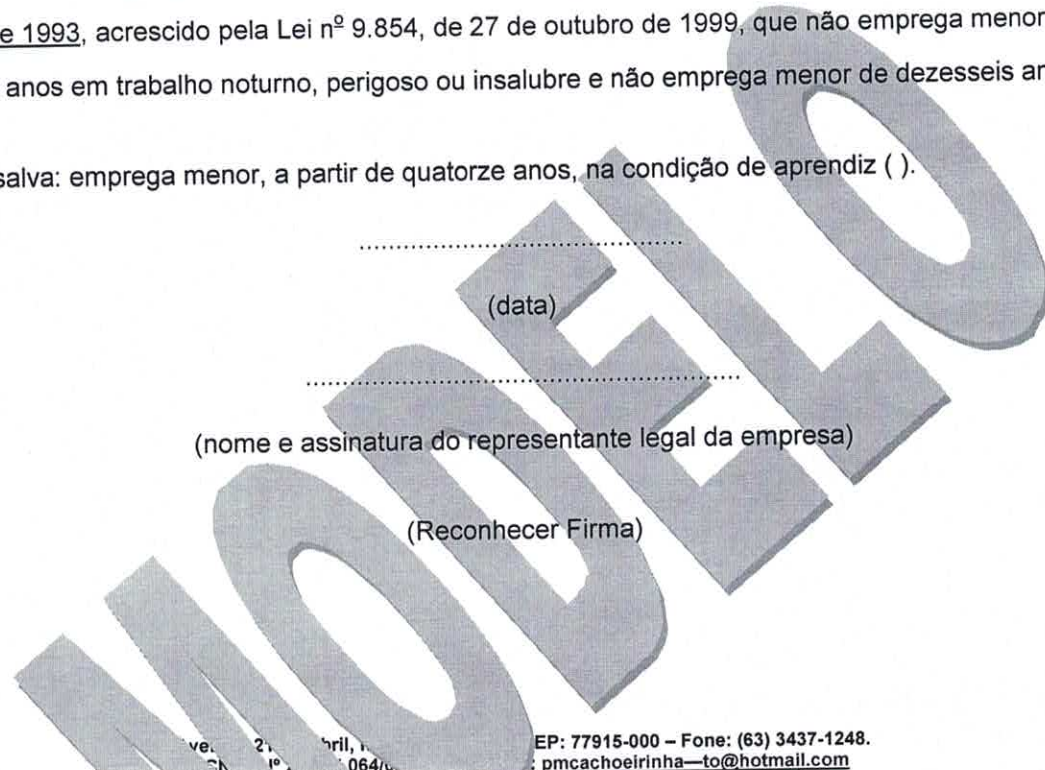 e 1993, acrescido pela Lei nº 9.854, de 27 de outubro de 1999, que não emprega menor
anos em trabalho noturno, perigoso ou insalubre e não emprega menor de dezesseis
salva: emprega menor, a partir de quatorze anos, na condição de aprendiz ( ).
................................................
(data)
................................................................
(nome e assinatura do representante legal da empresa)
(Reconhecer Firma)
MODELO
EP: 77915-000 – Fone: (63) 3437-1248.
pmcachoeirinha—to@hotmail.com